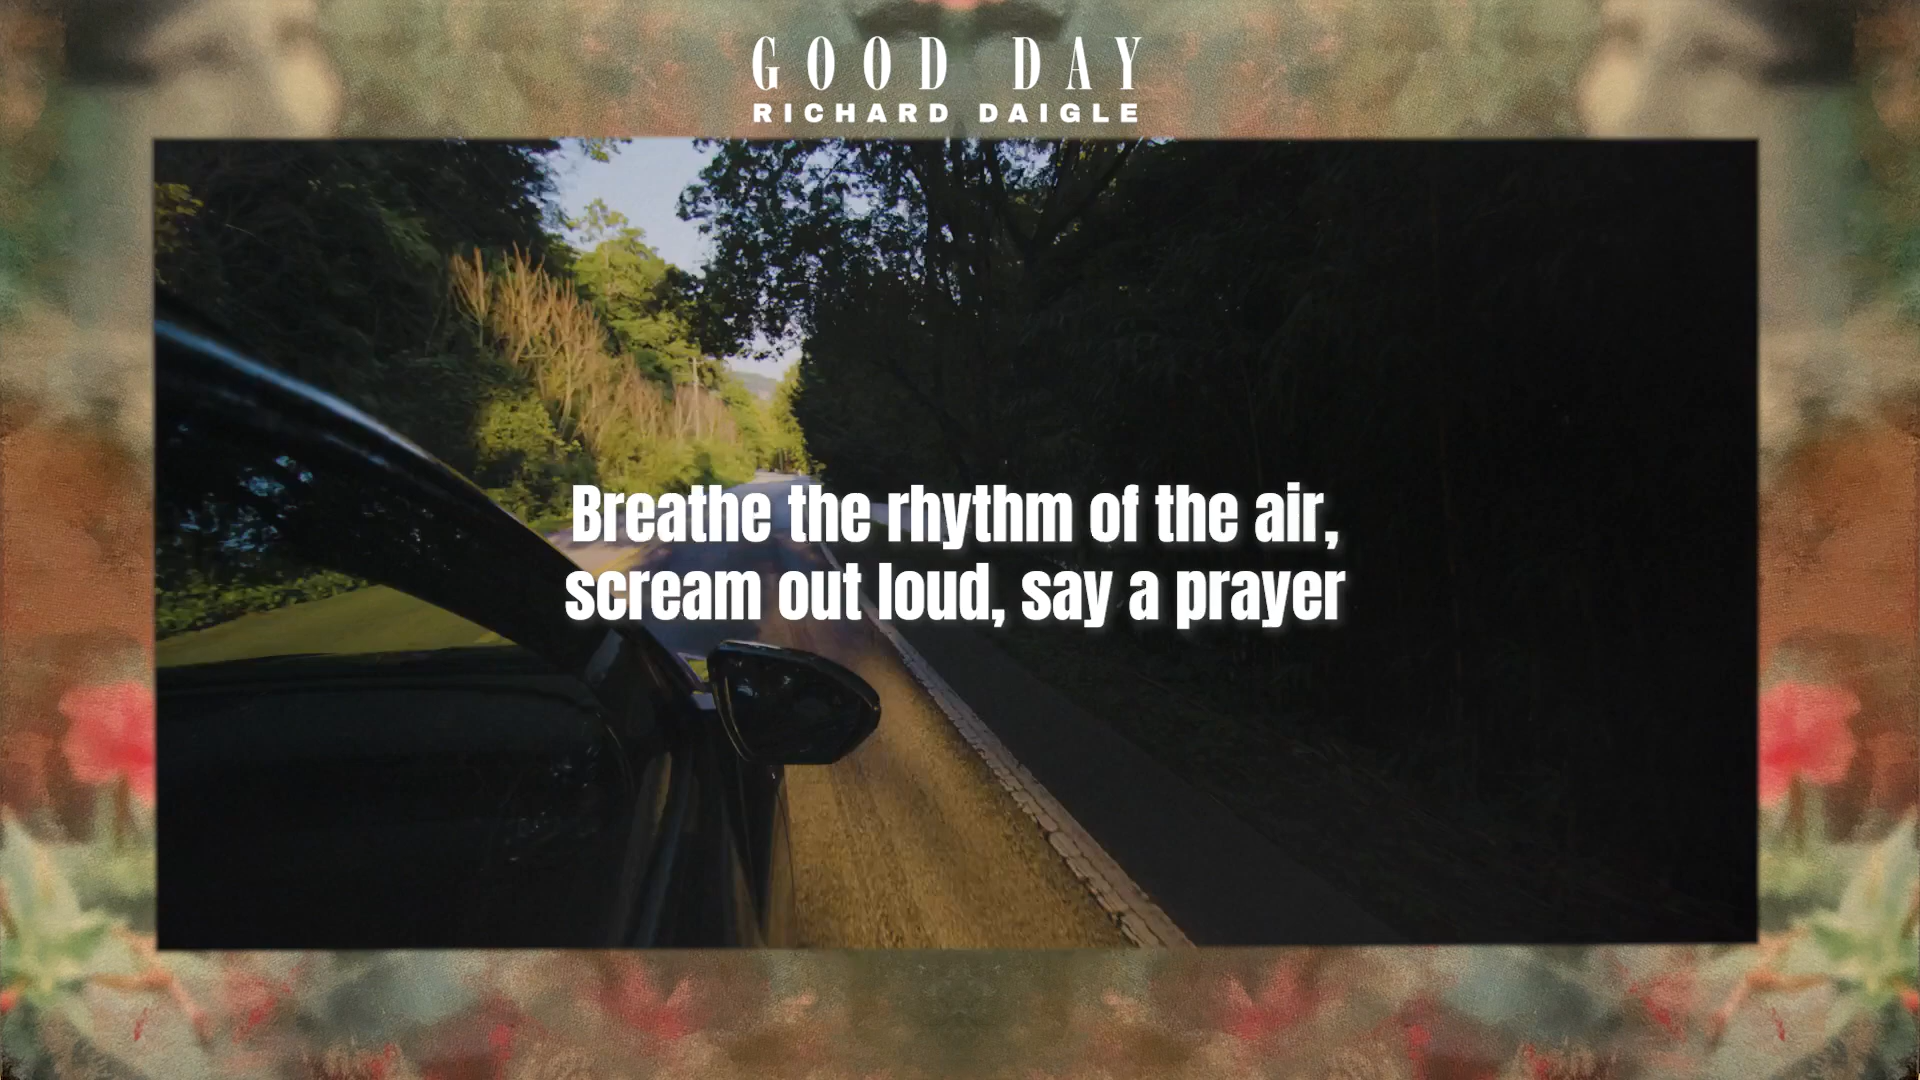 GOOD DAY
RICHARD DAIGLE
Breathe the rhythm of the air,
scream out loud, say a prayer